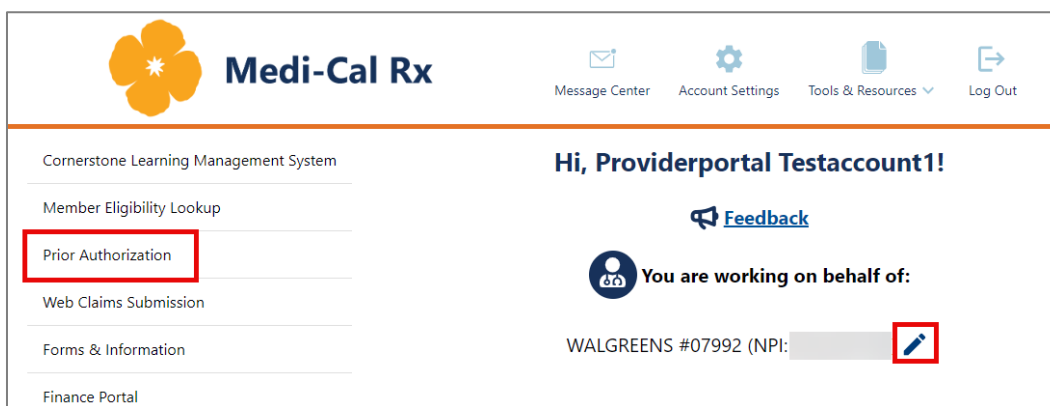 Medi-Cal Rx
Message Center
Account Settings
Tools & Resources
Log Out
Cornerstone Learning Management System
Member Eligibility Lookup
Prior Authorization
Web Claims Submission
Forms & Information
Finance Portal
Hi, Providerportal Testaccount1!
Feedback
You are working on behalf of:
WALGREENS #07992 (NPI: